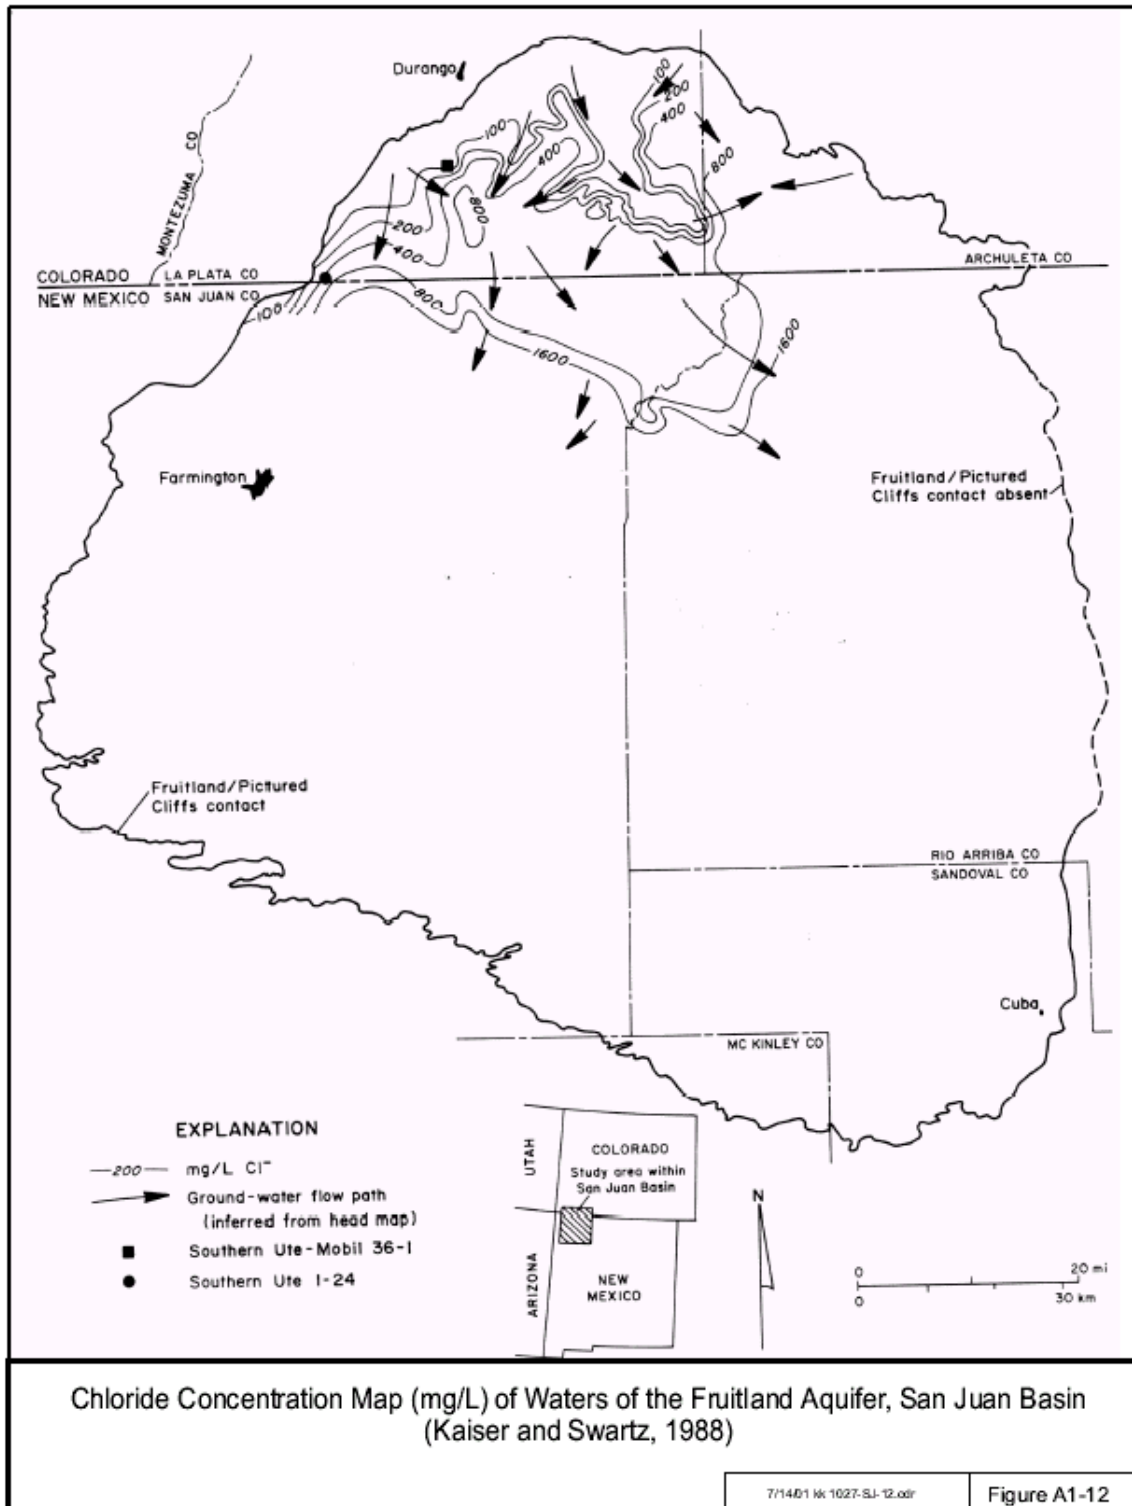 Durango
100
200
400
800
100
400
MONTEZUMA CO
800
200
400
COLORADO
LA PLATA CO
ARCHULETA CO
NEW MEXICO
SAN JUAN CO
100
800
1600
1600
Farmington
Fruitland/Pictured
Cliffs contact absent
Fruitland/Pictured
Cliffs contact
RIO ARRIBA CO
SANDOVAL CO
Cuba
MC KINLEY CO
EXPLANATION
200 mg/L Cl⁻
Ground-water flow path
(inferred from head map)
Southern Ute-Mobil 36-1
Southern Ute 1-24
UTAH
COLORADO
Study area within
San Juan Basin
ARIZONA
NEW
MEXICO
N
0 20 mi
0 30 km
Chloride Concentration Map (mg/L) of Waters of the Fruitland Aquifer, San Juan Basin
(Kaiser and Swartz, 1988)
7/14/01 kk 1027-SJ-12.cdr
Figure A1-12